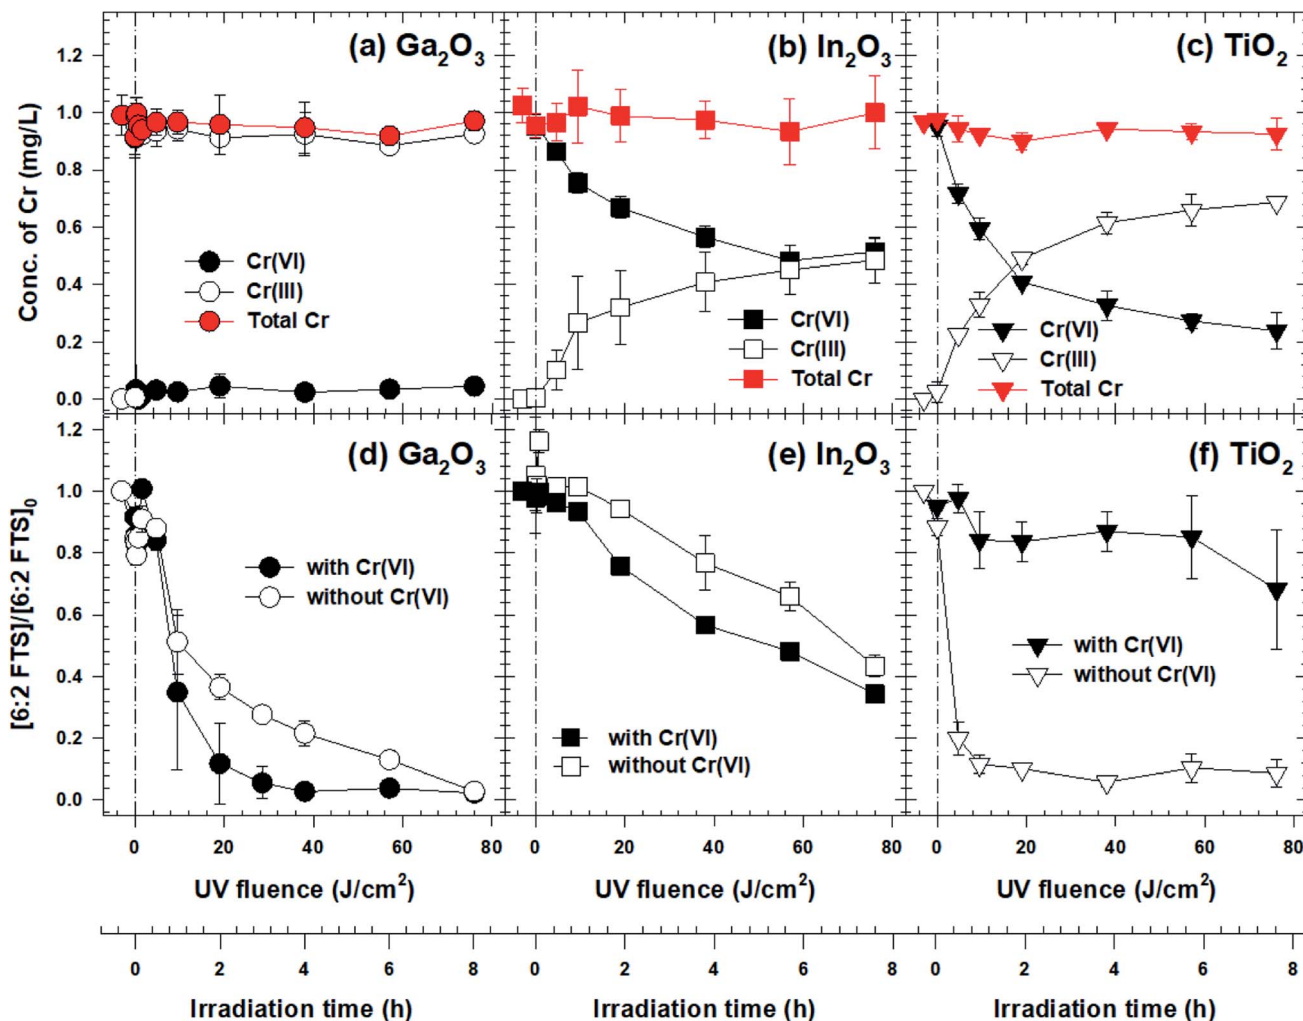 (a) Ga₂O₃
(b) In₂O₃
(c) TiO₂
1.2
1.0
0.8
0.6
0.4
0.2
0.0
Conc. of Cr (mg/L)
Cr(VI)
Cr(III)
Total Cr
Cr(VI)
Cr(III)
Total Cr
Cr(VI)
Cr(III)
Total Cr
(d) Ga₂O₃
(e) In₂O₃
(f) TiO₂
1.2
1.0
0.8
0.6
0.4
0.2
0.0
[6:2 FTS]/[6:2 FTS]₀
with Cr(VI)
without Cr(VI)
with Cr(VI)
without Cr(VI)
with Cr(VI)
without Cr(VI)
0 20 40 60 80 0 20 40 60 80 0 20 40 60 80
UV fluence (J/cm²) UV fluence (J/cm²) UV fluence (J/cm²)
0 2 4 6 8 0 2 4 6 8 0 2 4 6 8
Irradiation time (h) Irradiation time (h) Irradiation time (h)